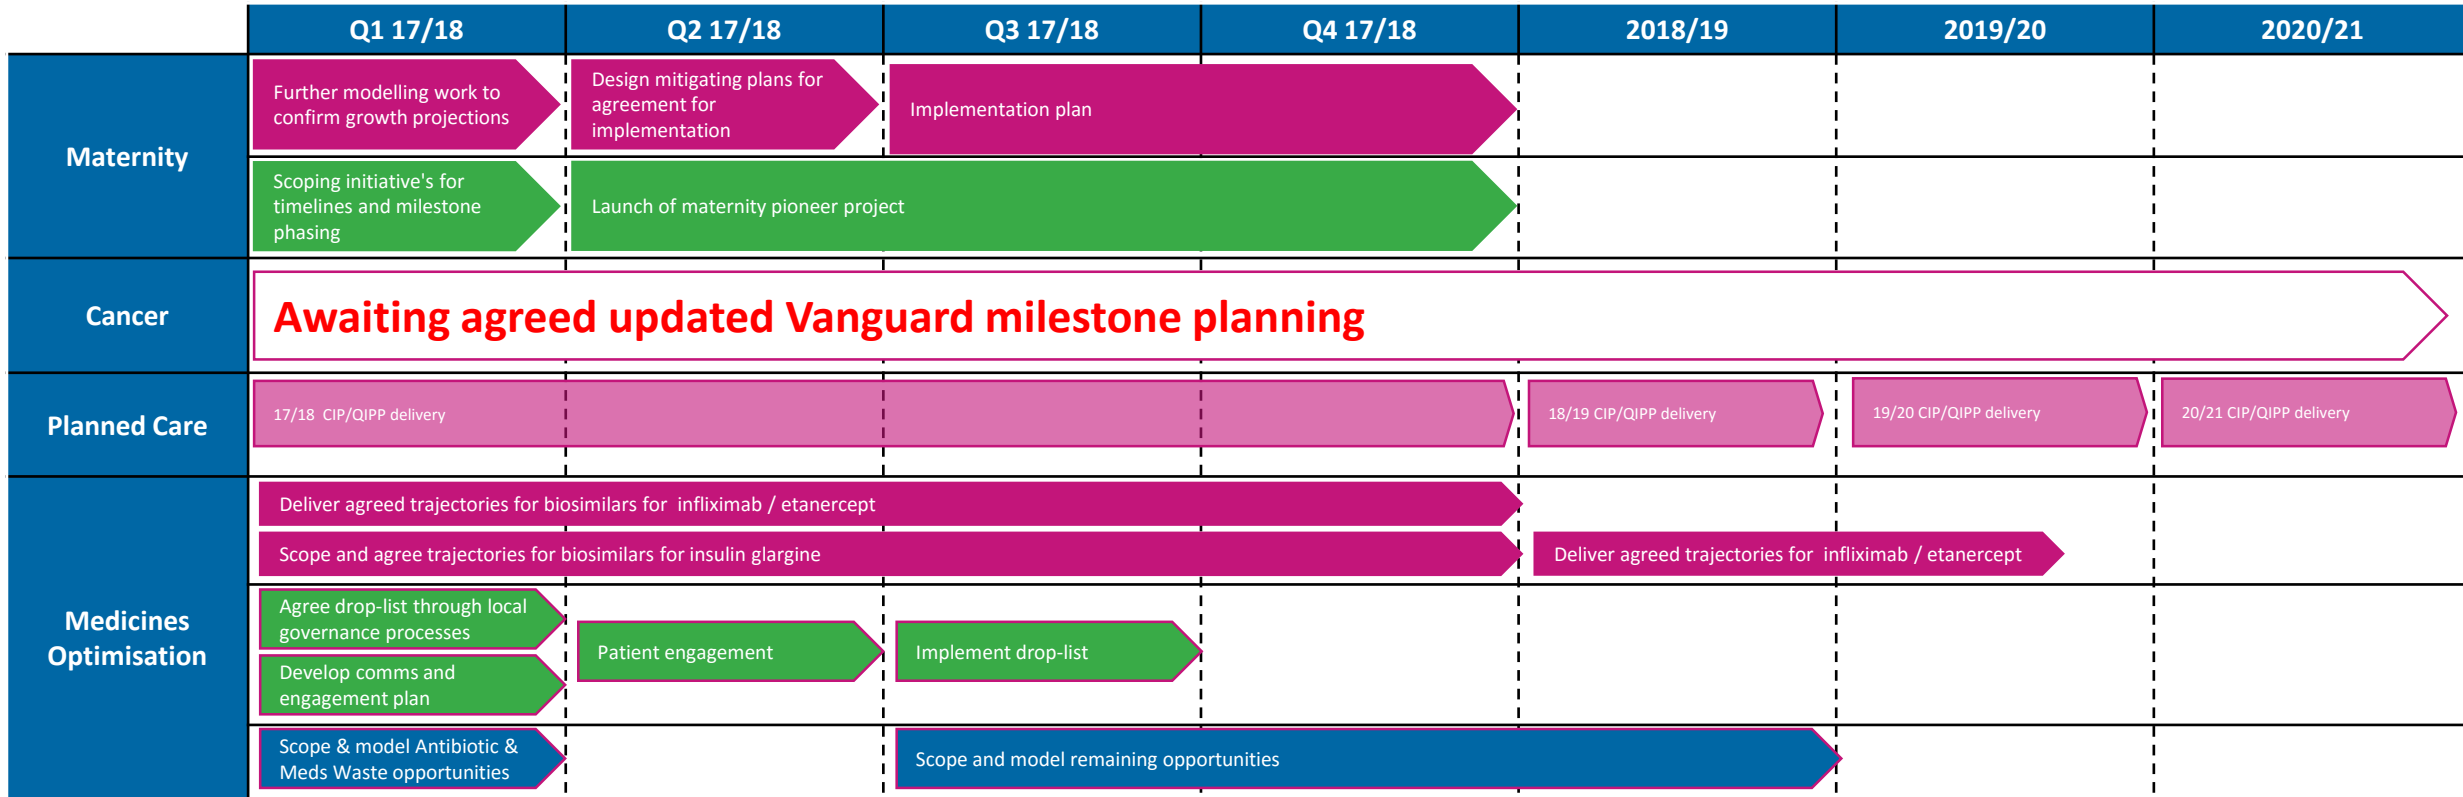 Q1 17/18
Q2 17/18
Q3 17/18
Q4 17/18
2018/19
2019/20
2020/21
Maternity
Further modelling work to
confirm growth projections
Design mitigating plans for
agreement for
implementation
Implementation plan
Scoping initiative's for
timelines and milestone
phasing
Launch of maternity pioneer project
Cancer
Awaiting agreed updated Vanguard milestone planning
Planned Care
17/18 CIP/QIPP delivery
18/19 CIP/QIPP delivery
19/20 CIP/QIPP delivery
20/21 CIP/QIPP delivery
Medicines
Optimisation
Deliver agreed trajectories for biosimilars for infliximab / etanercept
Scope and agree trajectories for biosimilars for insulin glargine
Deliver agreed trajectories for infliximab / etanercept
Agree drop-list through local
governance processes
Develop comms and
engagement plan
Patient engagement
Implement drop-list
Scope & model Antibiotic &
Meds Waste opportunities
Scope and model remaining opportunities